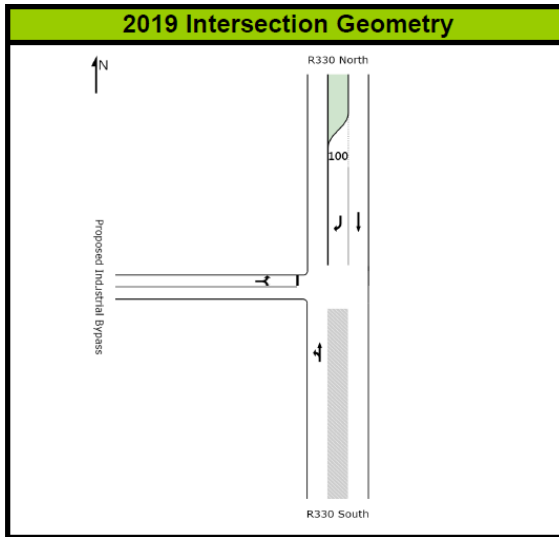 2019 Intersection Geometry
R330 North
N
100
Proposed Industrial Bypass
R330 South